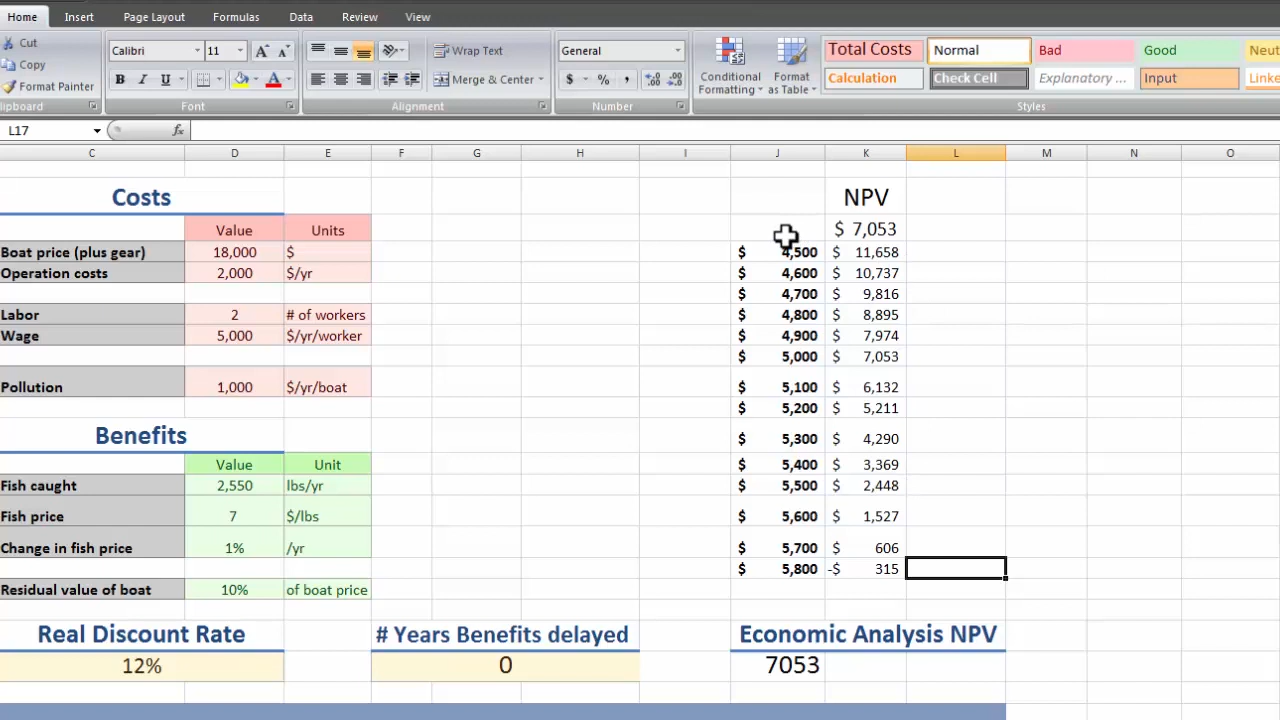 Home Insert Page Layout Formulas Data Review View
Cut
Copy
Format Painter
Clipboard
Calibri 11 A A
B I U A
Font
Wrap Text
Merge & Center
Alignment
General
$ % , .00
Number
Conditional
Formatting
Format
as Table
Total Costs Normal Bad Good Neut
Calculation Check Cell Explanatory ... Input Linke
Styles
L17 fx
C D E F G H I J K L M N O
Costs
Value Units
Boat price (plus gear) 18,000 $
Operation costs 2,000 $/yr
Labor 2 # of workers
Wage 5,000 $/yr/worker
Pollution 1,000 $/yr/boat
Benefits
Value Unit
Fish caught 2,550 lbs/yr
Fish price 7 $/lbs
Change in fish price 1% /yr
Residual value of boat 10% of boat price
NPV
$ 7,053
$ 4,500 $ 11,658
$ 4,600 $ 10,737
$ 4,700 $ 9,816
$ 4,800 $ 8,895
$ 4,900 $ 7,974
$ 5,000 $ 7,053
$ 5,100 $ 6,132
$ 5,200 $ 5,211
$ 5,300 $ 4,290
$ 5,400 $ 3,369
$ 5,500 $ 2,448
$ 5,600 $ 1,527
$ 5,700 $ 606
$ 5,800 -$ 315
Real Discount Rate # Years Benefits delayed Economic Analysis NPV
12% 0 7053